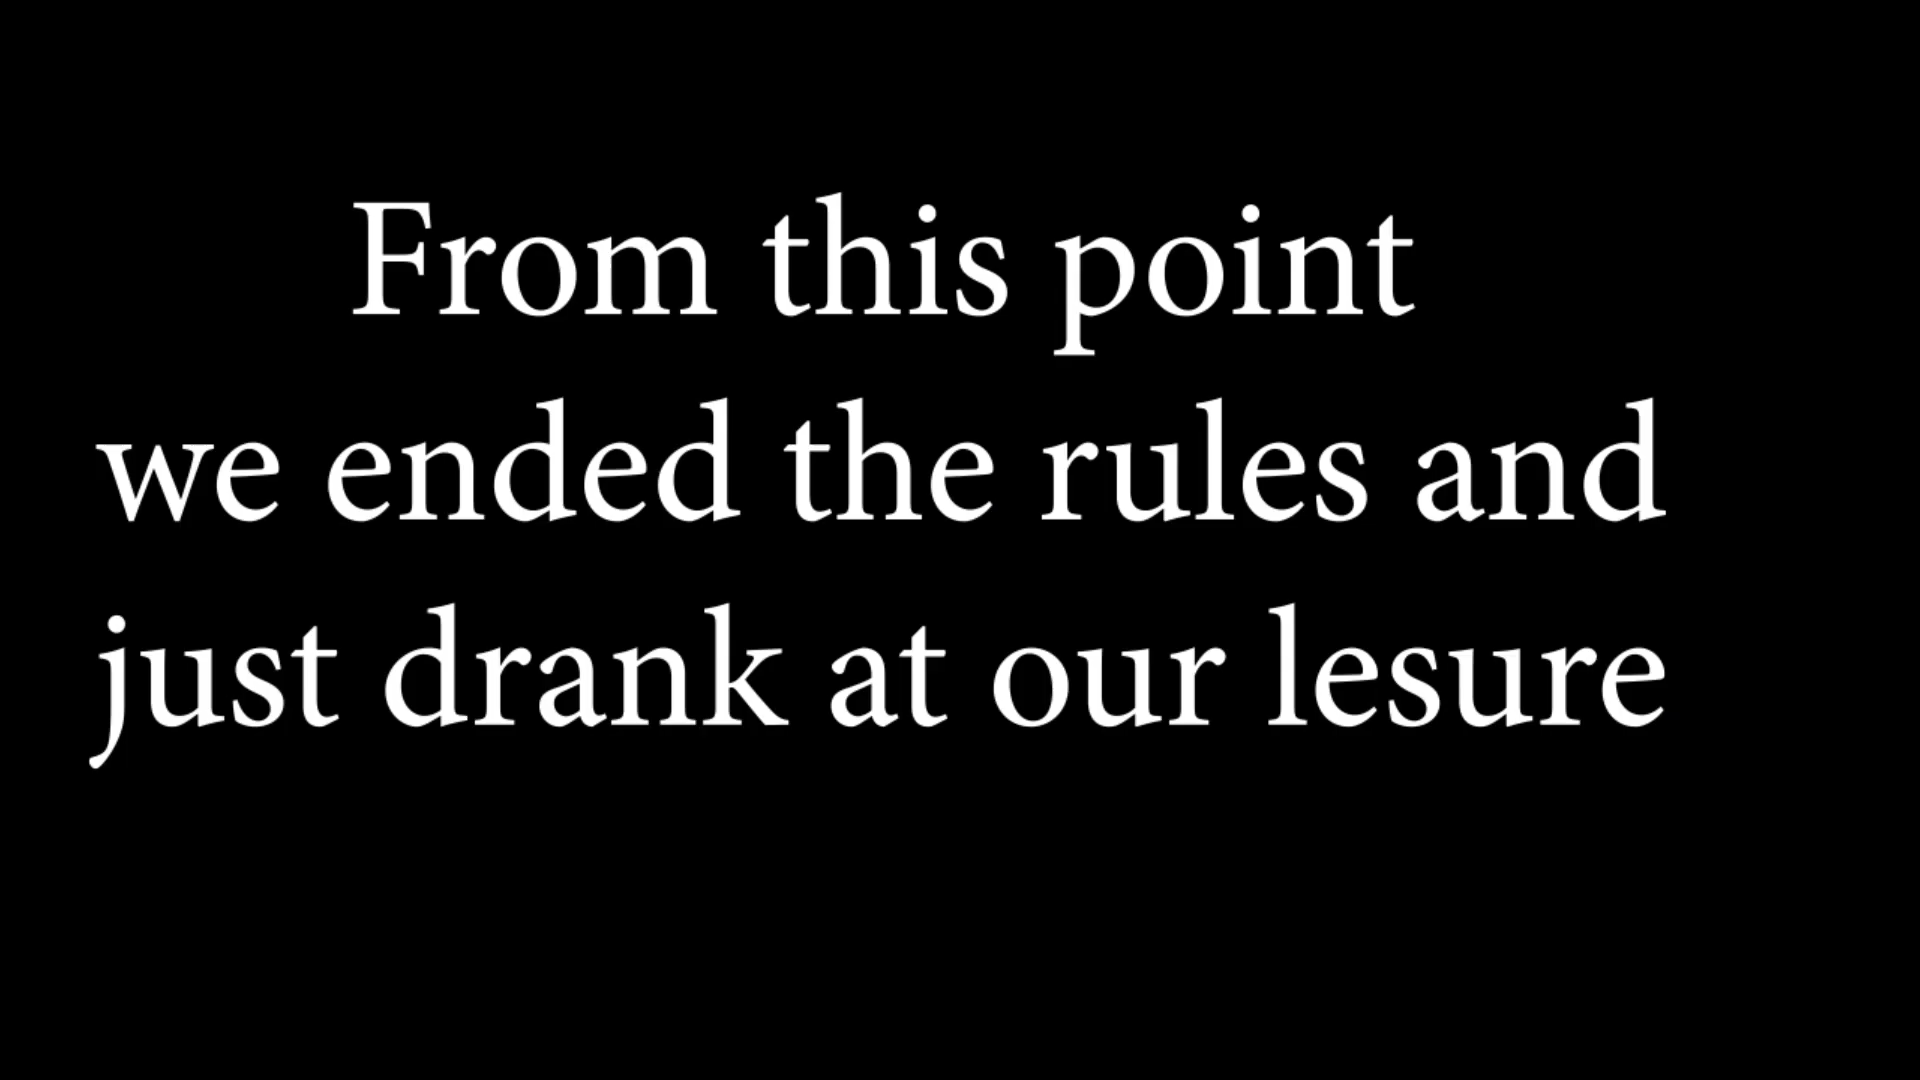 From this point
we ended the rules and
just drank at our lesure